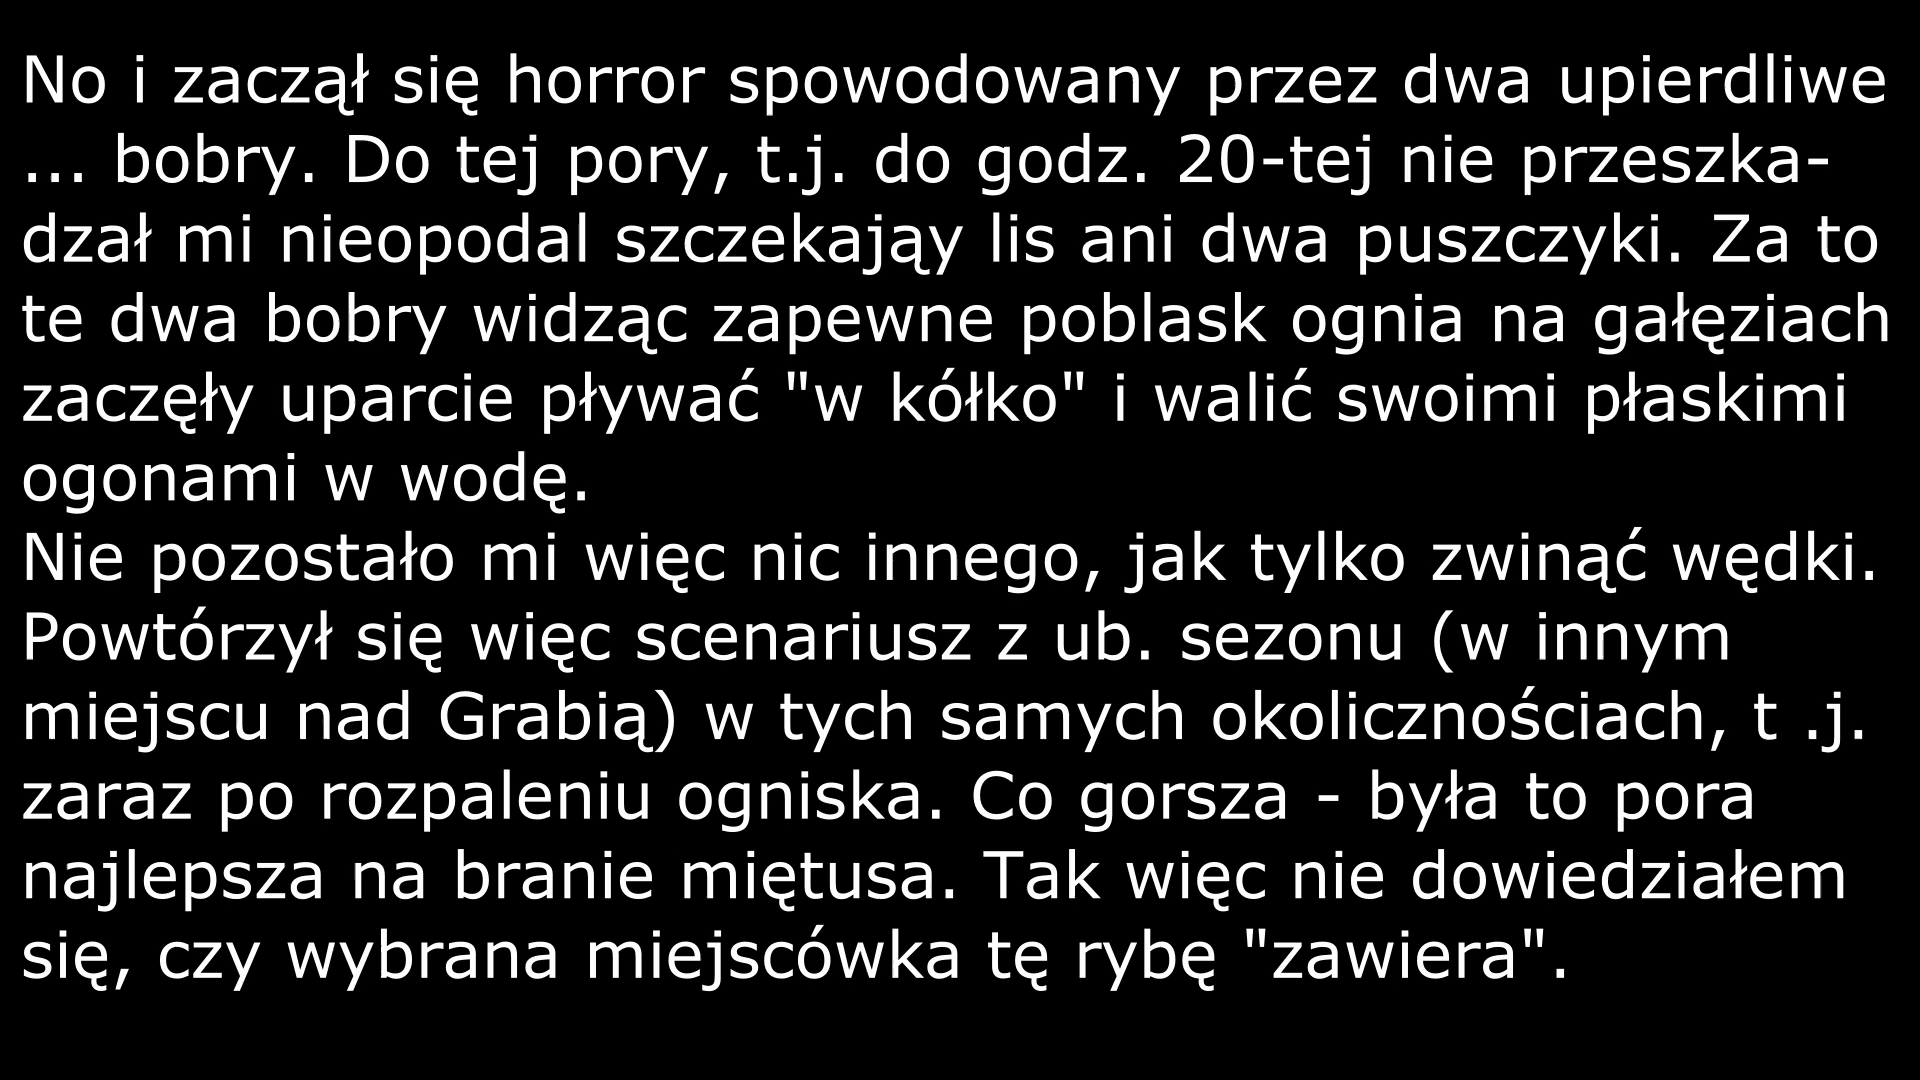 No i zaczął się horror spowodowany przez dwa upierdliwe
... bobry. Do tej pory, t.j. do godz. 20-tej nie przeszka-
dzał mi nieopodal szczekająy lis ani dwa puszczyki. Za to
te dwa bobry widząc zapewne poblask ognia na gałęziach
zaczęły uparcie pływać "w kółko" i walić swoimi płaskimi
ogonami w wodę.
Nie pozostało mi więc nic innego, jak tylko zwinąć wędki.
Powtórzył się więc scenariusz z ub. sezonu (w innym
miejscu nad Grabią) w tych samych okolicznościach, t .j.
zaraz po rozpaleniu ogniska. Co gorsza - była to pora
najlepsza na branie miętusa. Tak więc nie dowiedziałem
się, czy wybrana miejscówka tę rybę "zawiera".